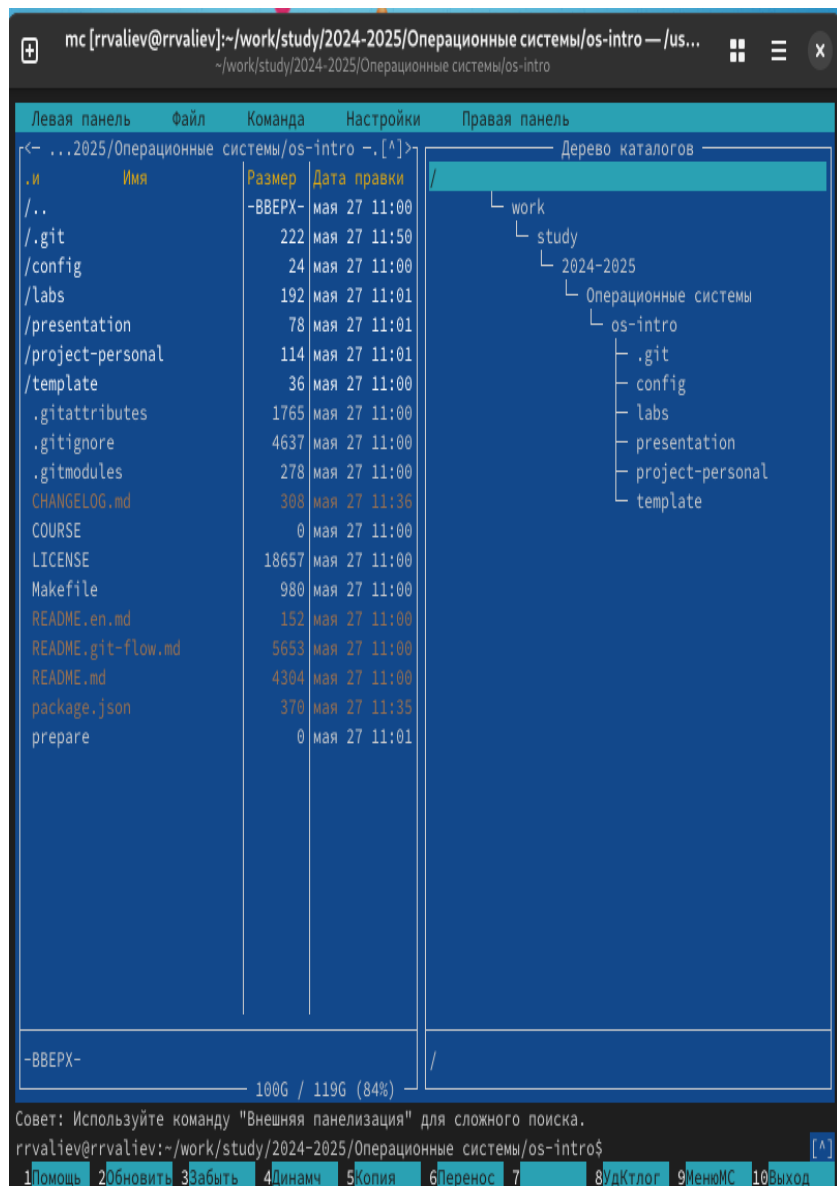 mc [rrvaliev@rrvaliev]:~/work/study/2024-2025/Операционные системы/os-intro — /us...
~/work/study/2024-2025/Операционные системы/os-intro
Левая панель Файл Команда Настройки Правая панель
<− ...2025/Операционные системы/os-intro −.[^]>
.и Имя Размер Дата правки
/.. -ВВЕРХ- мая 27 11:00
/.git 222 мая 27 11:50
/config 24 мая 27 11:00
/labs 192 мая 27 11:01
/presentation 78 мая 27 11:01
/project-personal 114 мая 27 11:01
/template 36 мая 27 11:00
.gitattributes 1765 мая 27 11:00
.gitignore 4637 мая 27 11:00
.gitmodules 278 мая 27 11:00
CHANGELOG.md 308 мая 27 11:36
COURSE 0 мая 27 11:00
LICENSE 18657 мая 27 11:00
Makefile 980 мая 27 11:00
README.en.md 152 мая 27 11:00
README.git-flow.md 5653 мая 27 11:00
README.md 4304 мая 27 11:00
package.json 370 мая 27 11:35
prepare 0 мая 27 11:01
-ВВЕРХ-
100G / 119G (84%)
Дерево каталогов
/
work
study
2024-2025
Операционные системы
os-intro
.git
config
labs
presentation
project-personal
template
/
Совет: Используйте команду "Внешняя панелизация" для сложного поиска.
rrvaliev@rrvaliev:~/work/study/2024-2025/Операционные системы/os-intro$ [^]
1Помощь 2Обновить 3Забыть 4Динамч 5Копия 6Перенос 7 8УдКтлог 9МенюМС 10Выход